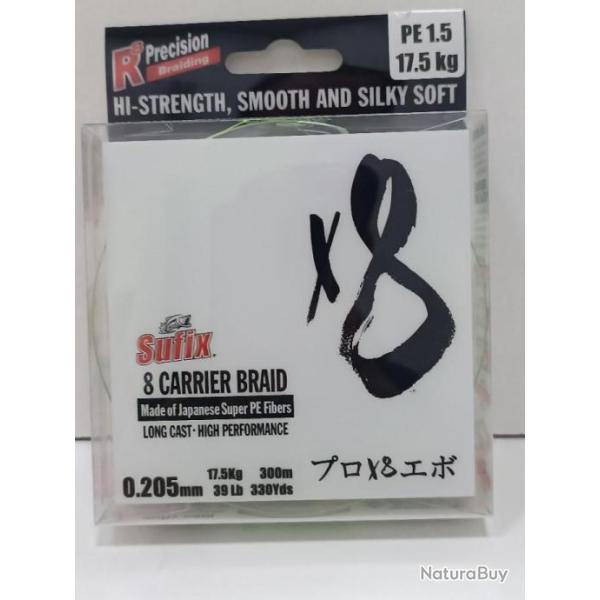 R3 Precision
Braiding
PE 1.5
17.5 kg
HI-STRENGTH, SMOOTH AND SILKY SOFT
x8
Sufix
8 CARRIER BRAID
Made of Japanese Super PE Fibers
LONG CAST · HIGH PERFORMANCE
0.205mm 17.5Kg 300m
39 Lb 330Yds
プロX8エボ
NaturaBuy